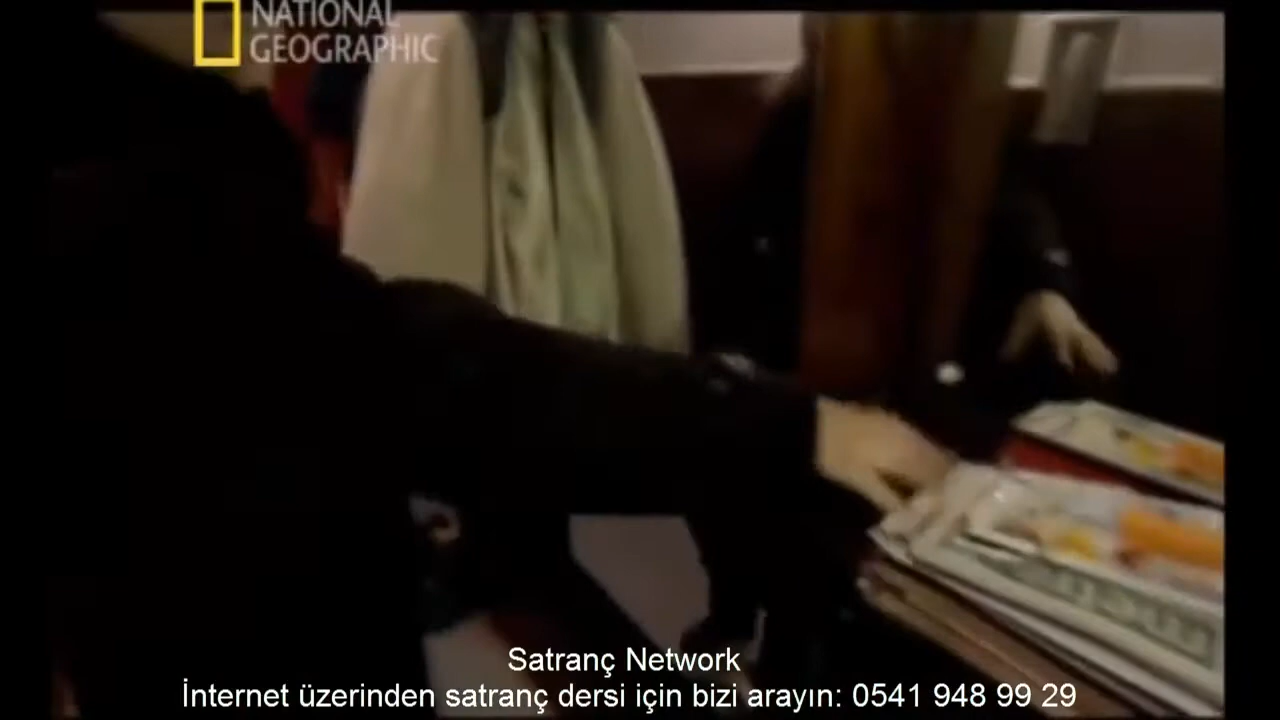 NATIONAL
GEOGRAPHIC
Satranç Network
İnternet üzerinden satranç dersi için bizi arayın: 0541 948 99 29